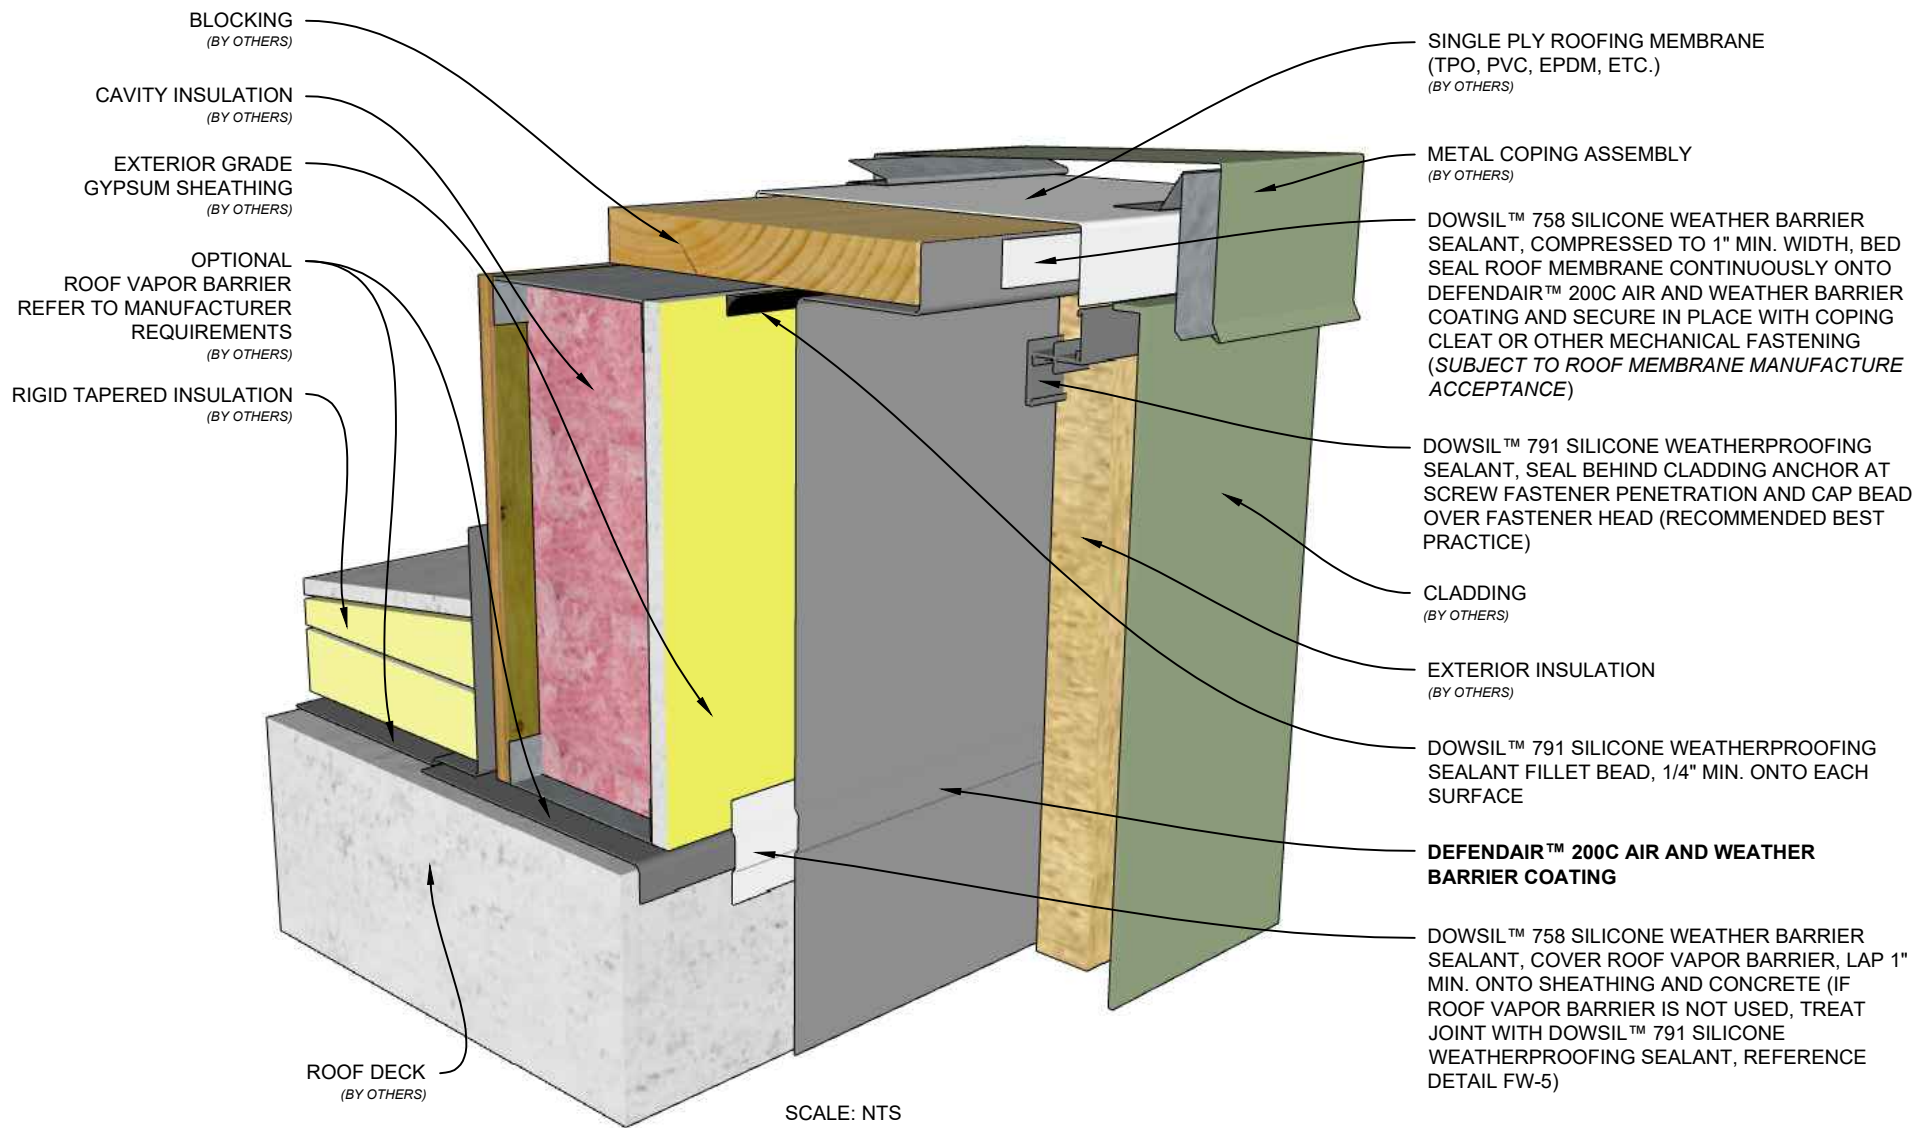 BLOCKING
(BY OTHERS)
CAVITY INSULATION
(BY OTHERS)
EXTERIOR GRADE
GYPSUM SHEATHING
(BY OTHERS)
OPTIONAL
ROOF VAPOR BARRIER
REFER TO MANUFACTURER
REQUIREMENTS
(BY OTHERS)
RIGID TAPERED INSULATION
(BY OTHERS)
ROOF DECK
(BY OTHERS)
SCALE: NTS
SINGLE PLY ROOFING MEMBRANE
(TPO, PVC, EPDM, ETC.)
(BY OTHERS)
METAL COPING ASSEMBLY
(BY OTHERS)
DOWSIL™ 758 SILICONE WEATHER BARRIER
SEALANT, COMPRESSED TO 1" MIN. WIDTH, BED
SEAL ROOF MEMBRANE CONTINUOUSLY ONTO
DEFENDAIR™ 200C AIR AND WEATHER BARRIER
COATING AND SECURE IN PLACE WITH COPING
CLEAT OR OTHER MECHANICAL FASTENING
(SUBJECT TO ROOF MEMBRANE MANUFACTURE
ACCEPTANCE)
DOWSIL™ 791 SILICONE WEATHERPROOFING
SEALANT, SEAL BEHIND CLADDING ANCHOR AT
SCREW FASTENER PENETRATION AND CAP BEAD
OVER FASTENER HEAD (RECOMMENDED BEST
PRACTICE)
CLADDING
(BY OTHERS)
EXTERIOR INSULATION
(BY OTHERS)
DOWSIL™ 791 SILICONE WEATHERPROOFING
SEALANT FILLET BEAD, 1/4" MIN. ONTO EACH
SURFACE
DEFENDAIR™ 200C AIR AND WEATHER
BARRIER COATING
DOWSIL™ 758 SILICONE WEATHER BARRIER
SEALANT, COVER ROOF VAPOR BARRIER, LAP 1"
MIN. ONTO SHEATHING AND CONCRETE (IF
ROOF VAPOR BARRIER IS NOT USED, TREAT
JOINT WITH DOWSIL™ 791 SILICONE
WEATHERPROOFING SEALANT, REFERENCE
DETAIL FW-5)